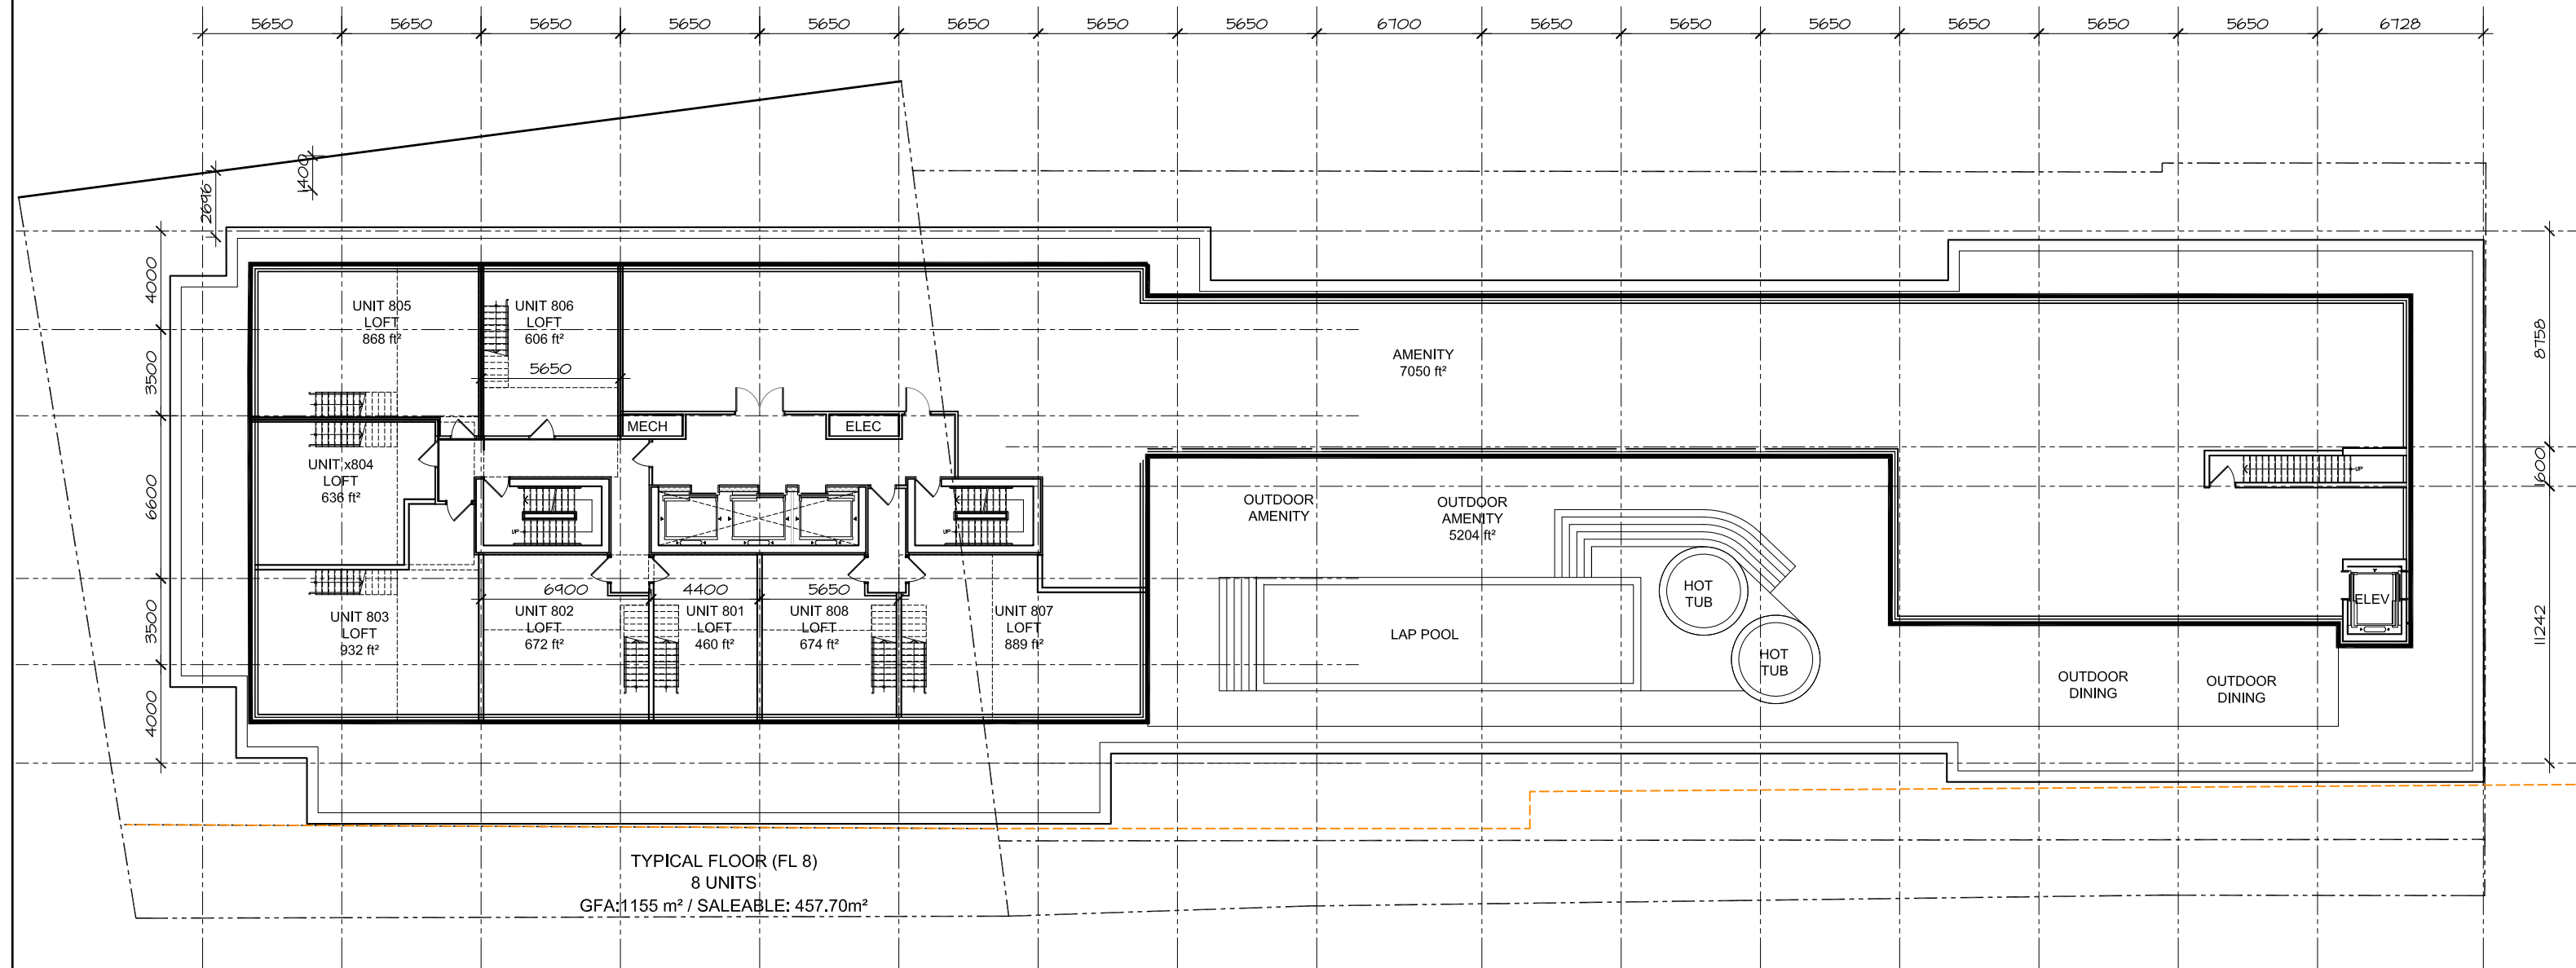 5650 5650 5650 5650 5650 5650 5650 5650 6700 5650 5650 5650 5650 5650 5650 6728
1400
2696
4000
3500
6600
3500
4000
8758
1600
11242
UNIT 805
LOFT
868 ft²
UNIT 806
LOFT
606 ft²
5650
AMENITY
7050 ft²
MECH
ELEC
UNIT x804
LOFT
636 ft²
UP
UP
UP
OUTDOOR
AMENITY
OUTDOOR
AMENITY
5204 ft²
6900
4400
5650
UNIT 803
LOFT
932 ft²
UNIT 802
LOFT
672 ft²
UNIT 801
LOFT
460 ft²
UNIT 808
LOFT
674 ft²
UNIT 807
LOFT
889 ft²
HOT
TUB
HOT
TUB
LAP POOL
ELEV
OUTDOOR
DINING
OUTDOOR
DINING
TYPICAL FLOOR (FL 8)
8 UNITS
GFA:1155 m² / SALEABLE: 457.70m²